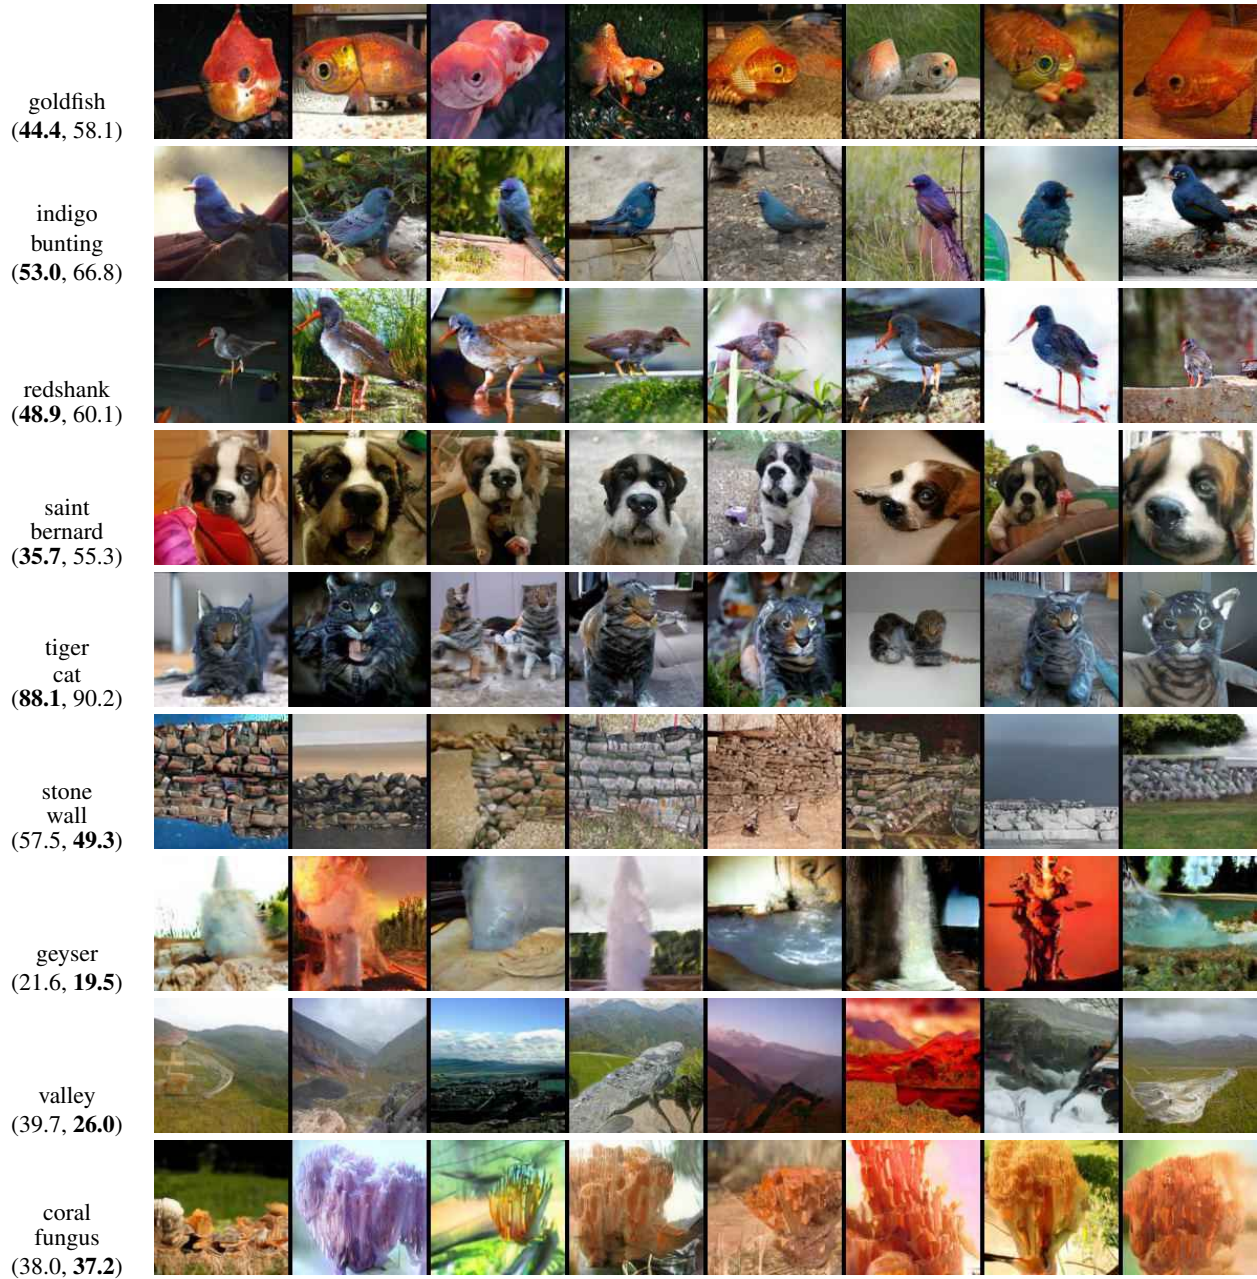 goldfish
(44.4, 58.1)
indigo
bunting
(53.0, 66.8)
redshank
(48.9, 60.1)
saint
bernard
(35.7, 55.3)
tiger
cat
(88.1, 90.2)
stone
wall
(57.5, 49.3)
geyser
(21.6, 19.5)
valley
(39.7, 26.0)
coral
fungus
(38.0, 37.2)